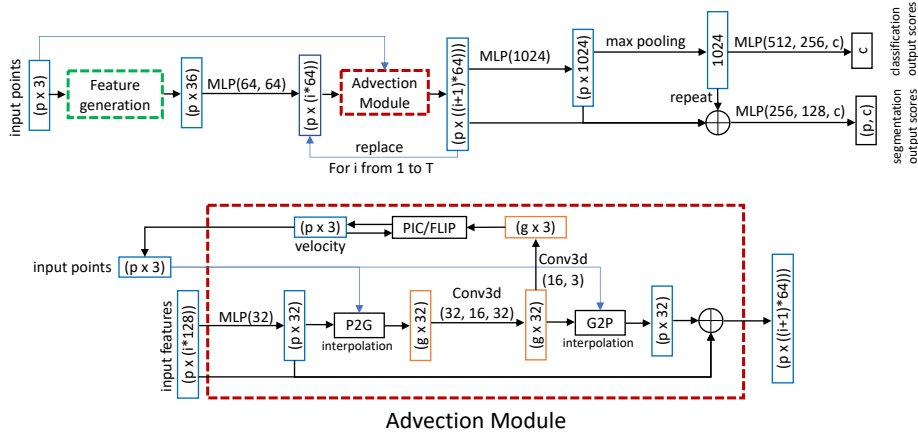 input points
(p x 3)
Feature
generation
(p x 36)
MLP(64, 64)
(p x (i*64))
Advection
Module
(p x ((i+1)*64)))
MLP(1024)
(p x 1024)
max pooling
1024
MLP(512, 256, c)
c
classification
output scores
repeat
MLP(256, 128, c)
(p, c)
segmentation
output scores
replace
For i from 1 to T
(p x 3)
velocity
PIC/FLIP
(g x 3)
input points
(p x 3)
Conv3d
(16, 3)
input features
(p x (i*128))
MLP(32)
(p x 32)
P2G
interpolation
(g x 32)
Conv3d
(32, 16, 32)
(g x 32)
G2P
interpolation
(p x 32)
(p x ((i+1)*64)))
Advection Module